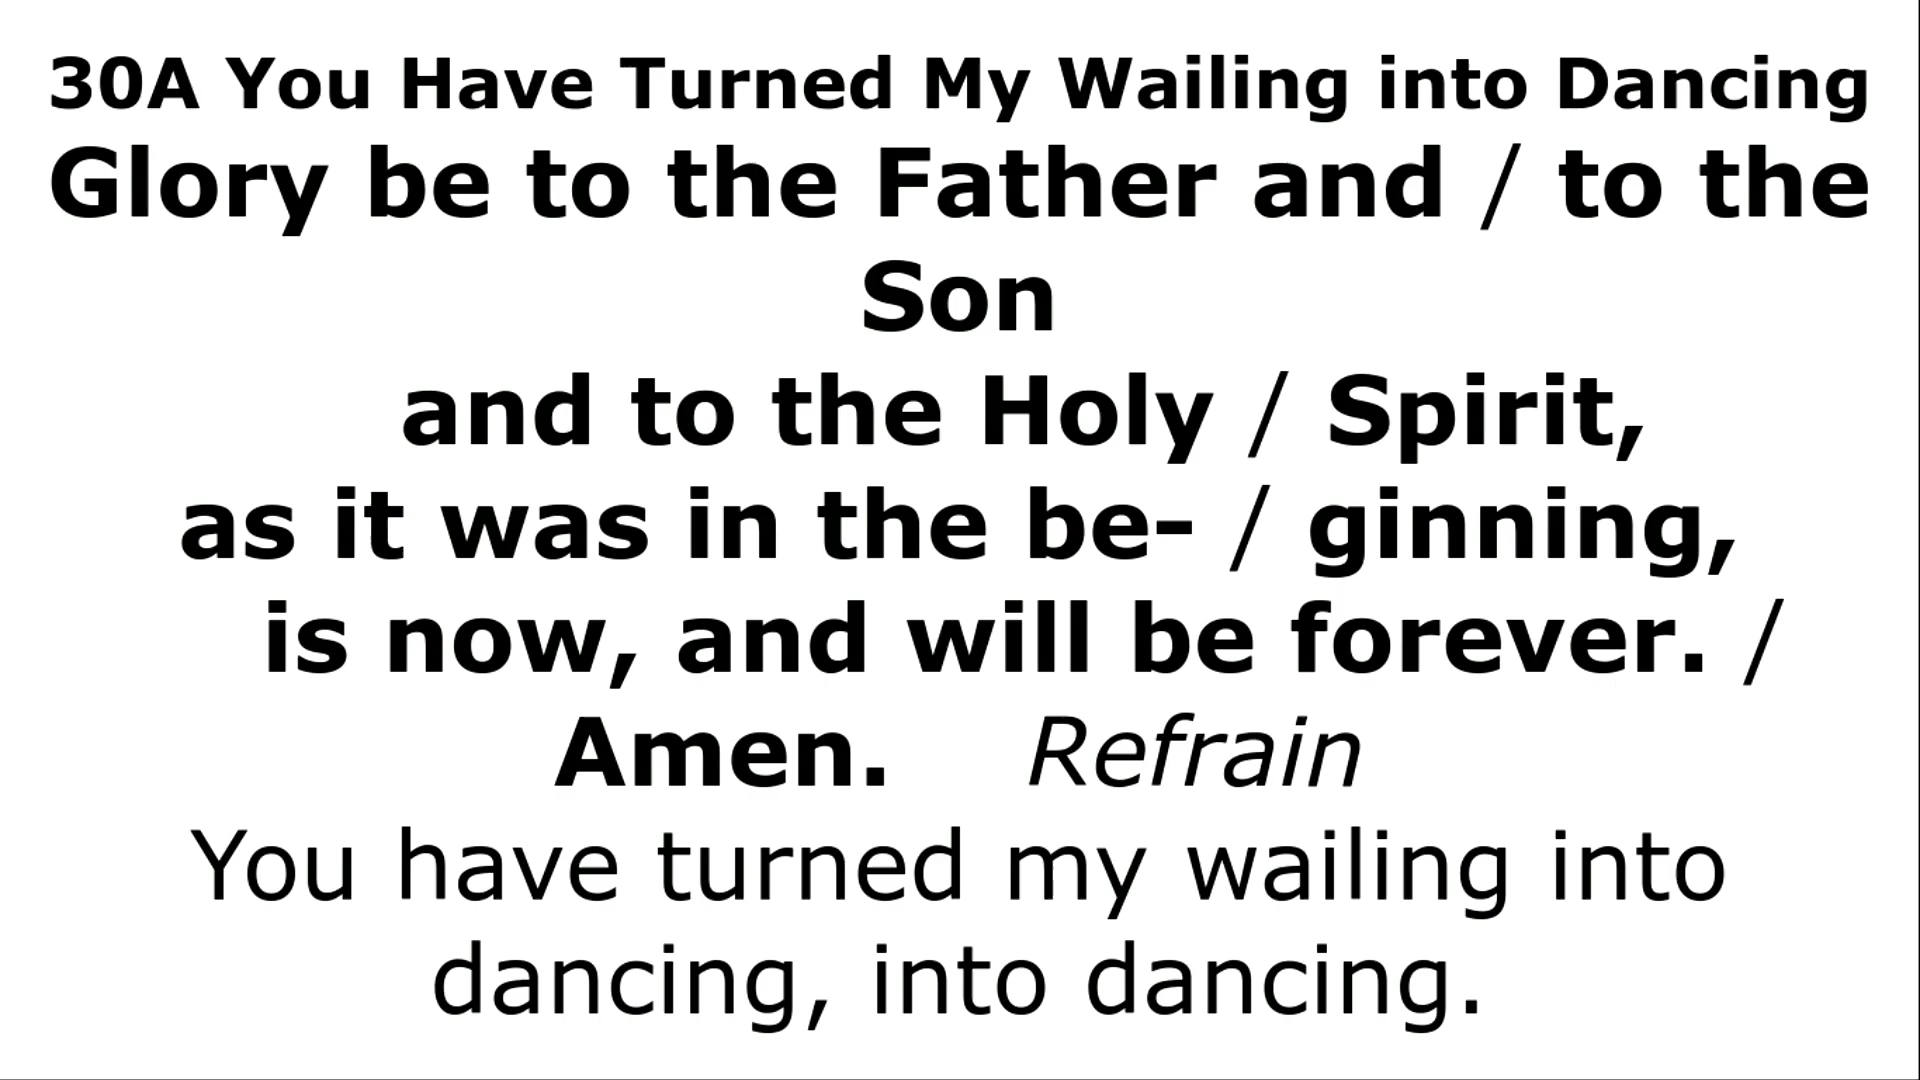 30A You Have Turned My Wailing into Dancing
Glory be to the Father and / to the
Son
and to the Holy / Spirit,
as it was in the be- / ginning,
is now, and will be forever. /
Amen. Refrain
You have turned my wailing into
dancing, into dancing.